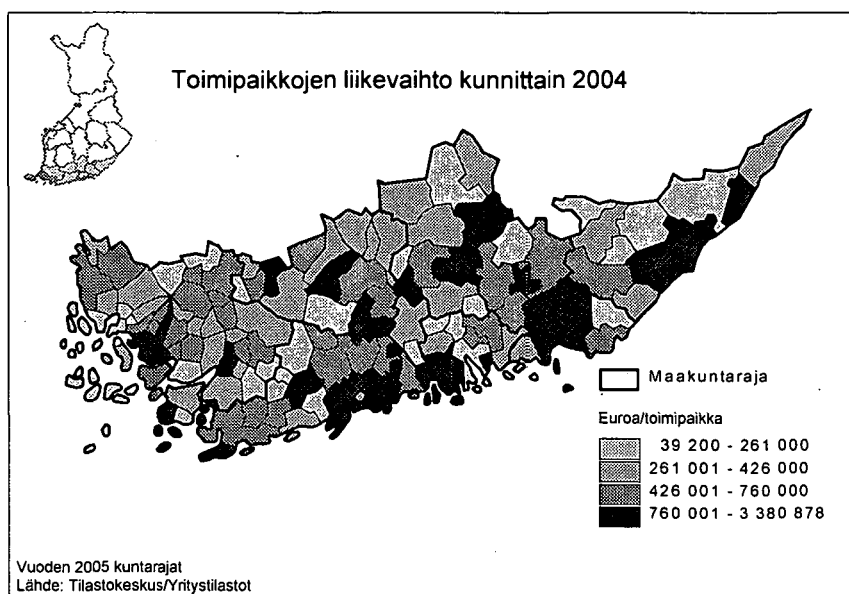 Toimipaikkojen liikevaihto kunnittain 2004
Maakuntaraja
Euroa/toimipaikka
39 200 - 261 000
261 001 - 426 000
426 001 - 760 000
760 001 - 3 380 878
Vuoden 2005 kuntarajat
Lähde: Tilastokeskus/Yritystilastot